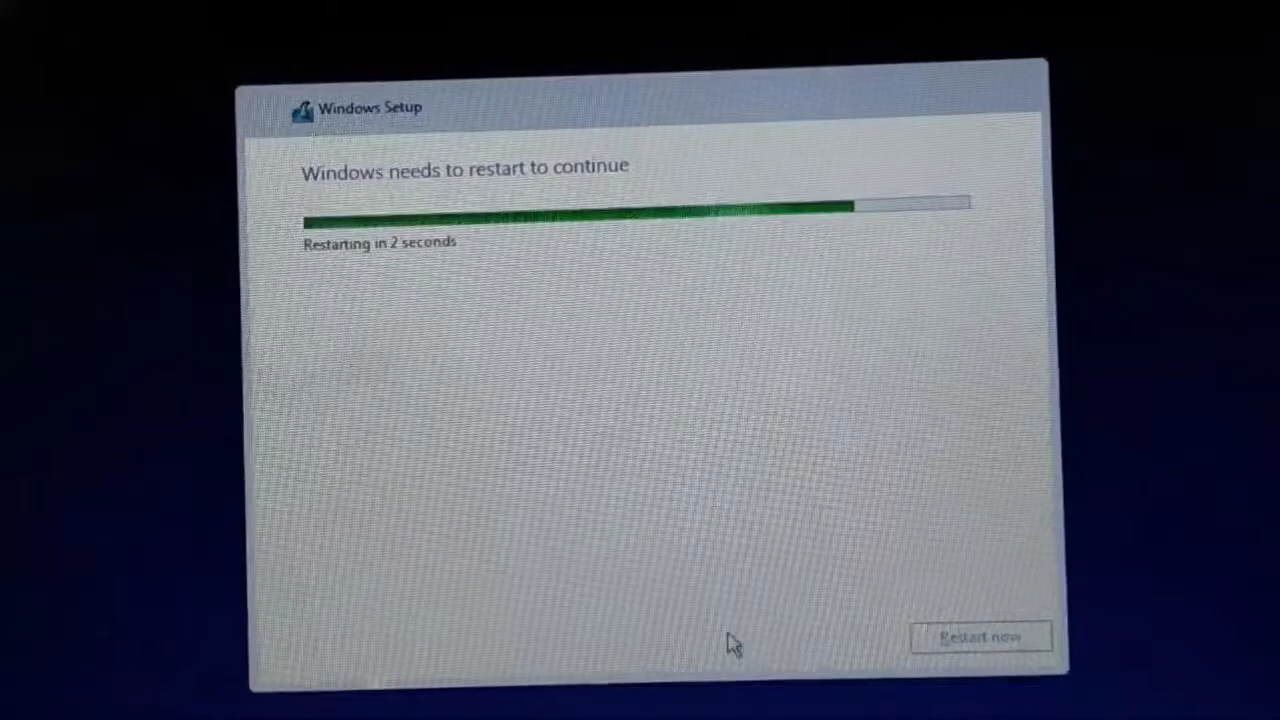 Windows Setup
Windows needs to restart to continue
Restarting in 2 seconds
Restart now